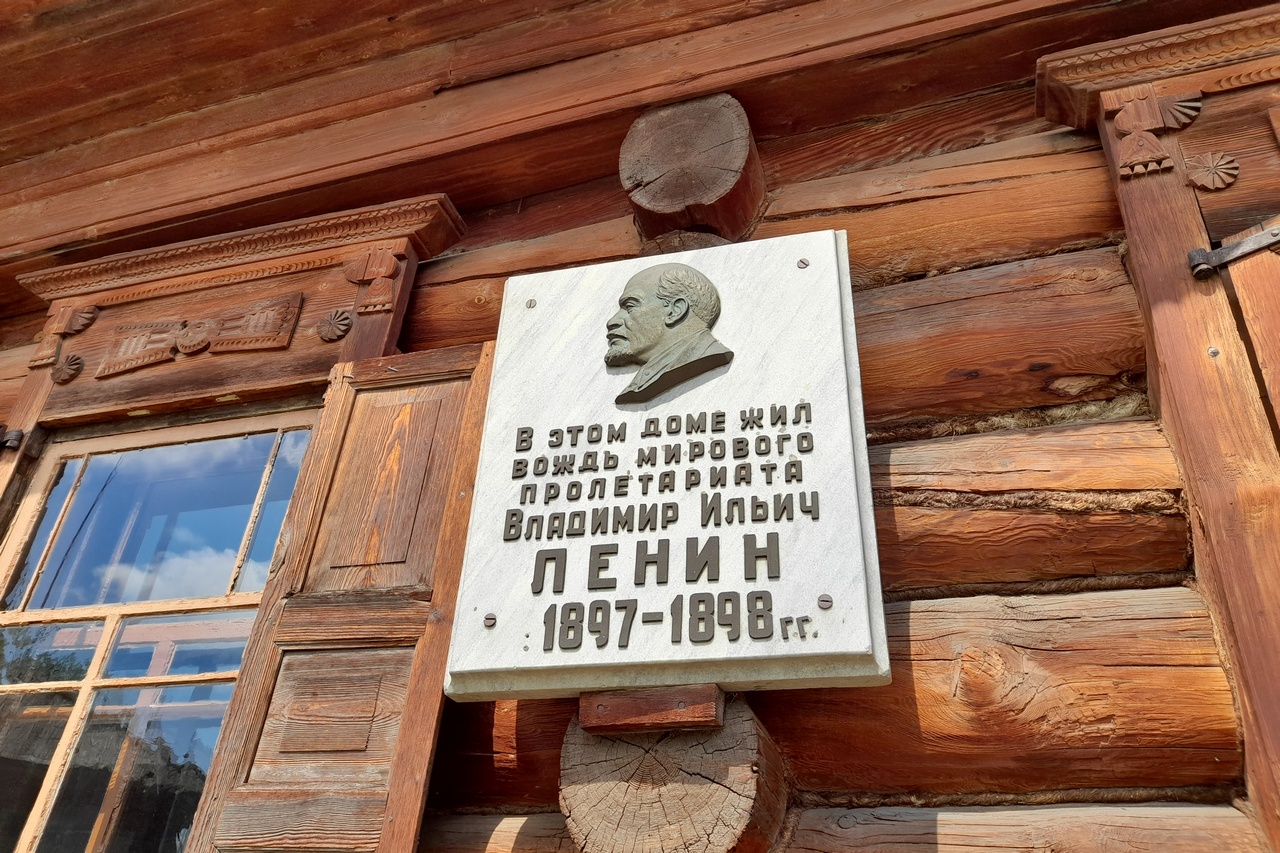 В ЭТОМ ДОМЕ ЖИЛ
ВОЖДЬ МИРОВОГО
ПРОЛЕТАРИАТА
ВЛАДИМИР ИЛЬИЧ
ЛЕНИН
1897-1898 гг.